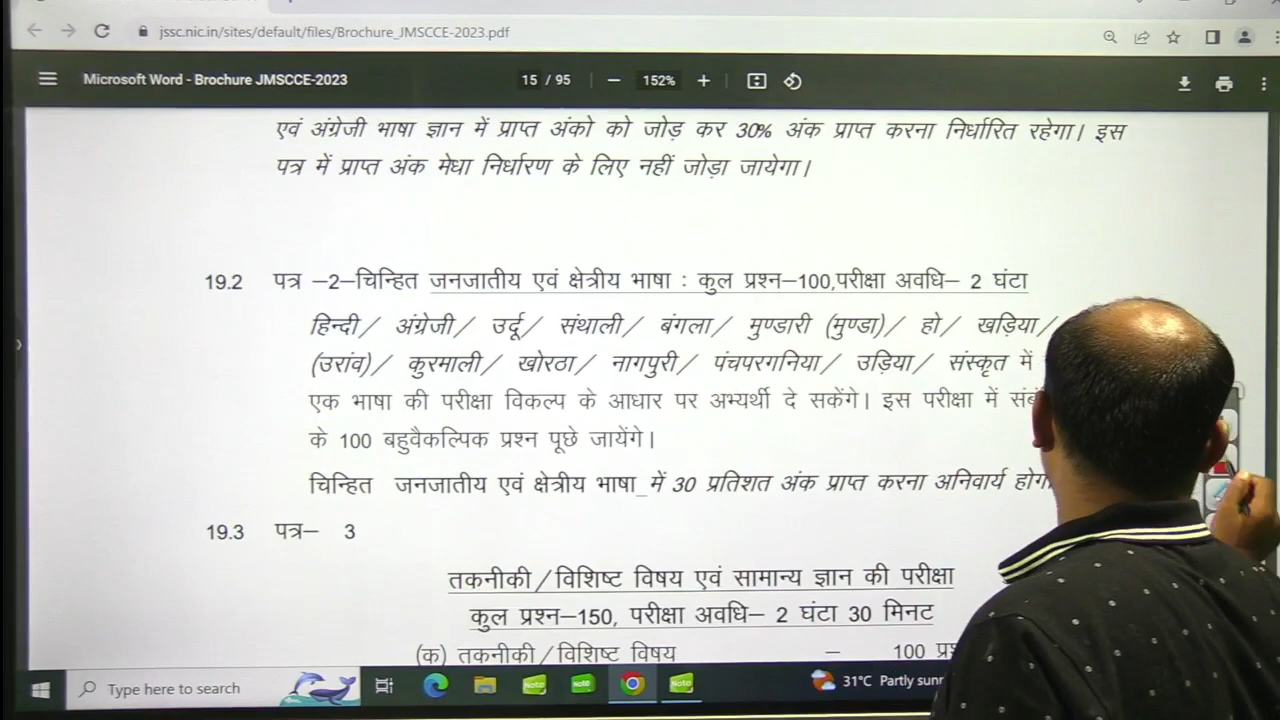 jssc.nic.in/sites/default/files/Brochure_JMSCCE-2023.pdf
Microsoft Word - Brochure JMSCCE-2023 15 / 95 152%
एवं अंग्रेजी भाषा ज्ञान में प्राप्त अंको को जोड़ कर 30% अंक प्राप्त करना निर्धारित रहेगा। इस
पत्र में प्राप्त अंक मेधा निर्धारण के लिए नहीं जोड़ा जायेगा।
19.2 पत्र –2–चिन्हित जनजातीय एवं क्षेत्रीय भाषा : कुल प्रश्न–100,परीक्षा अवधि– 2 घंटा
हिन्दी/ अंग्रेजी/ उर्दू/ संथाली/ बंगला/ मुण्डारी (मुण्डा)/ हो/ खड़िया/
(उरांव)/ कुरमाली/ खोरठा/ नागपुरी/ पंचपरगनिया/ उड़िया/ संस्कृत में
एक भाषा की परीक्षा विकल्प के आधार पर अभ्यर्थी दे सकेंगे। इस परीक्षा में
के 100 बहुवैकल्पिक प्रश्न पूछे जायेंगे।
चिन्हित जनजातीय एवं क्षेत्रीय भाषा में 30 प्रतिशत अंक प्राप्त करना अनिवार्य
19.3 पत्र– 3
तकनीकी/विशिष्ट विषय एवं सामान्य ज्ञान की परीक्षा
कुल प्रश्न–150, परीक्षा अवधि– 2 घंटा 30 मिनट
(क) तकनीकी/विशिष्ट विषय – 100
Type here to search Noto Noto Noto 31°C Partly